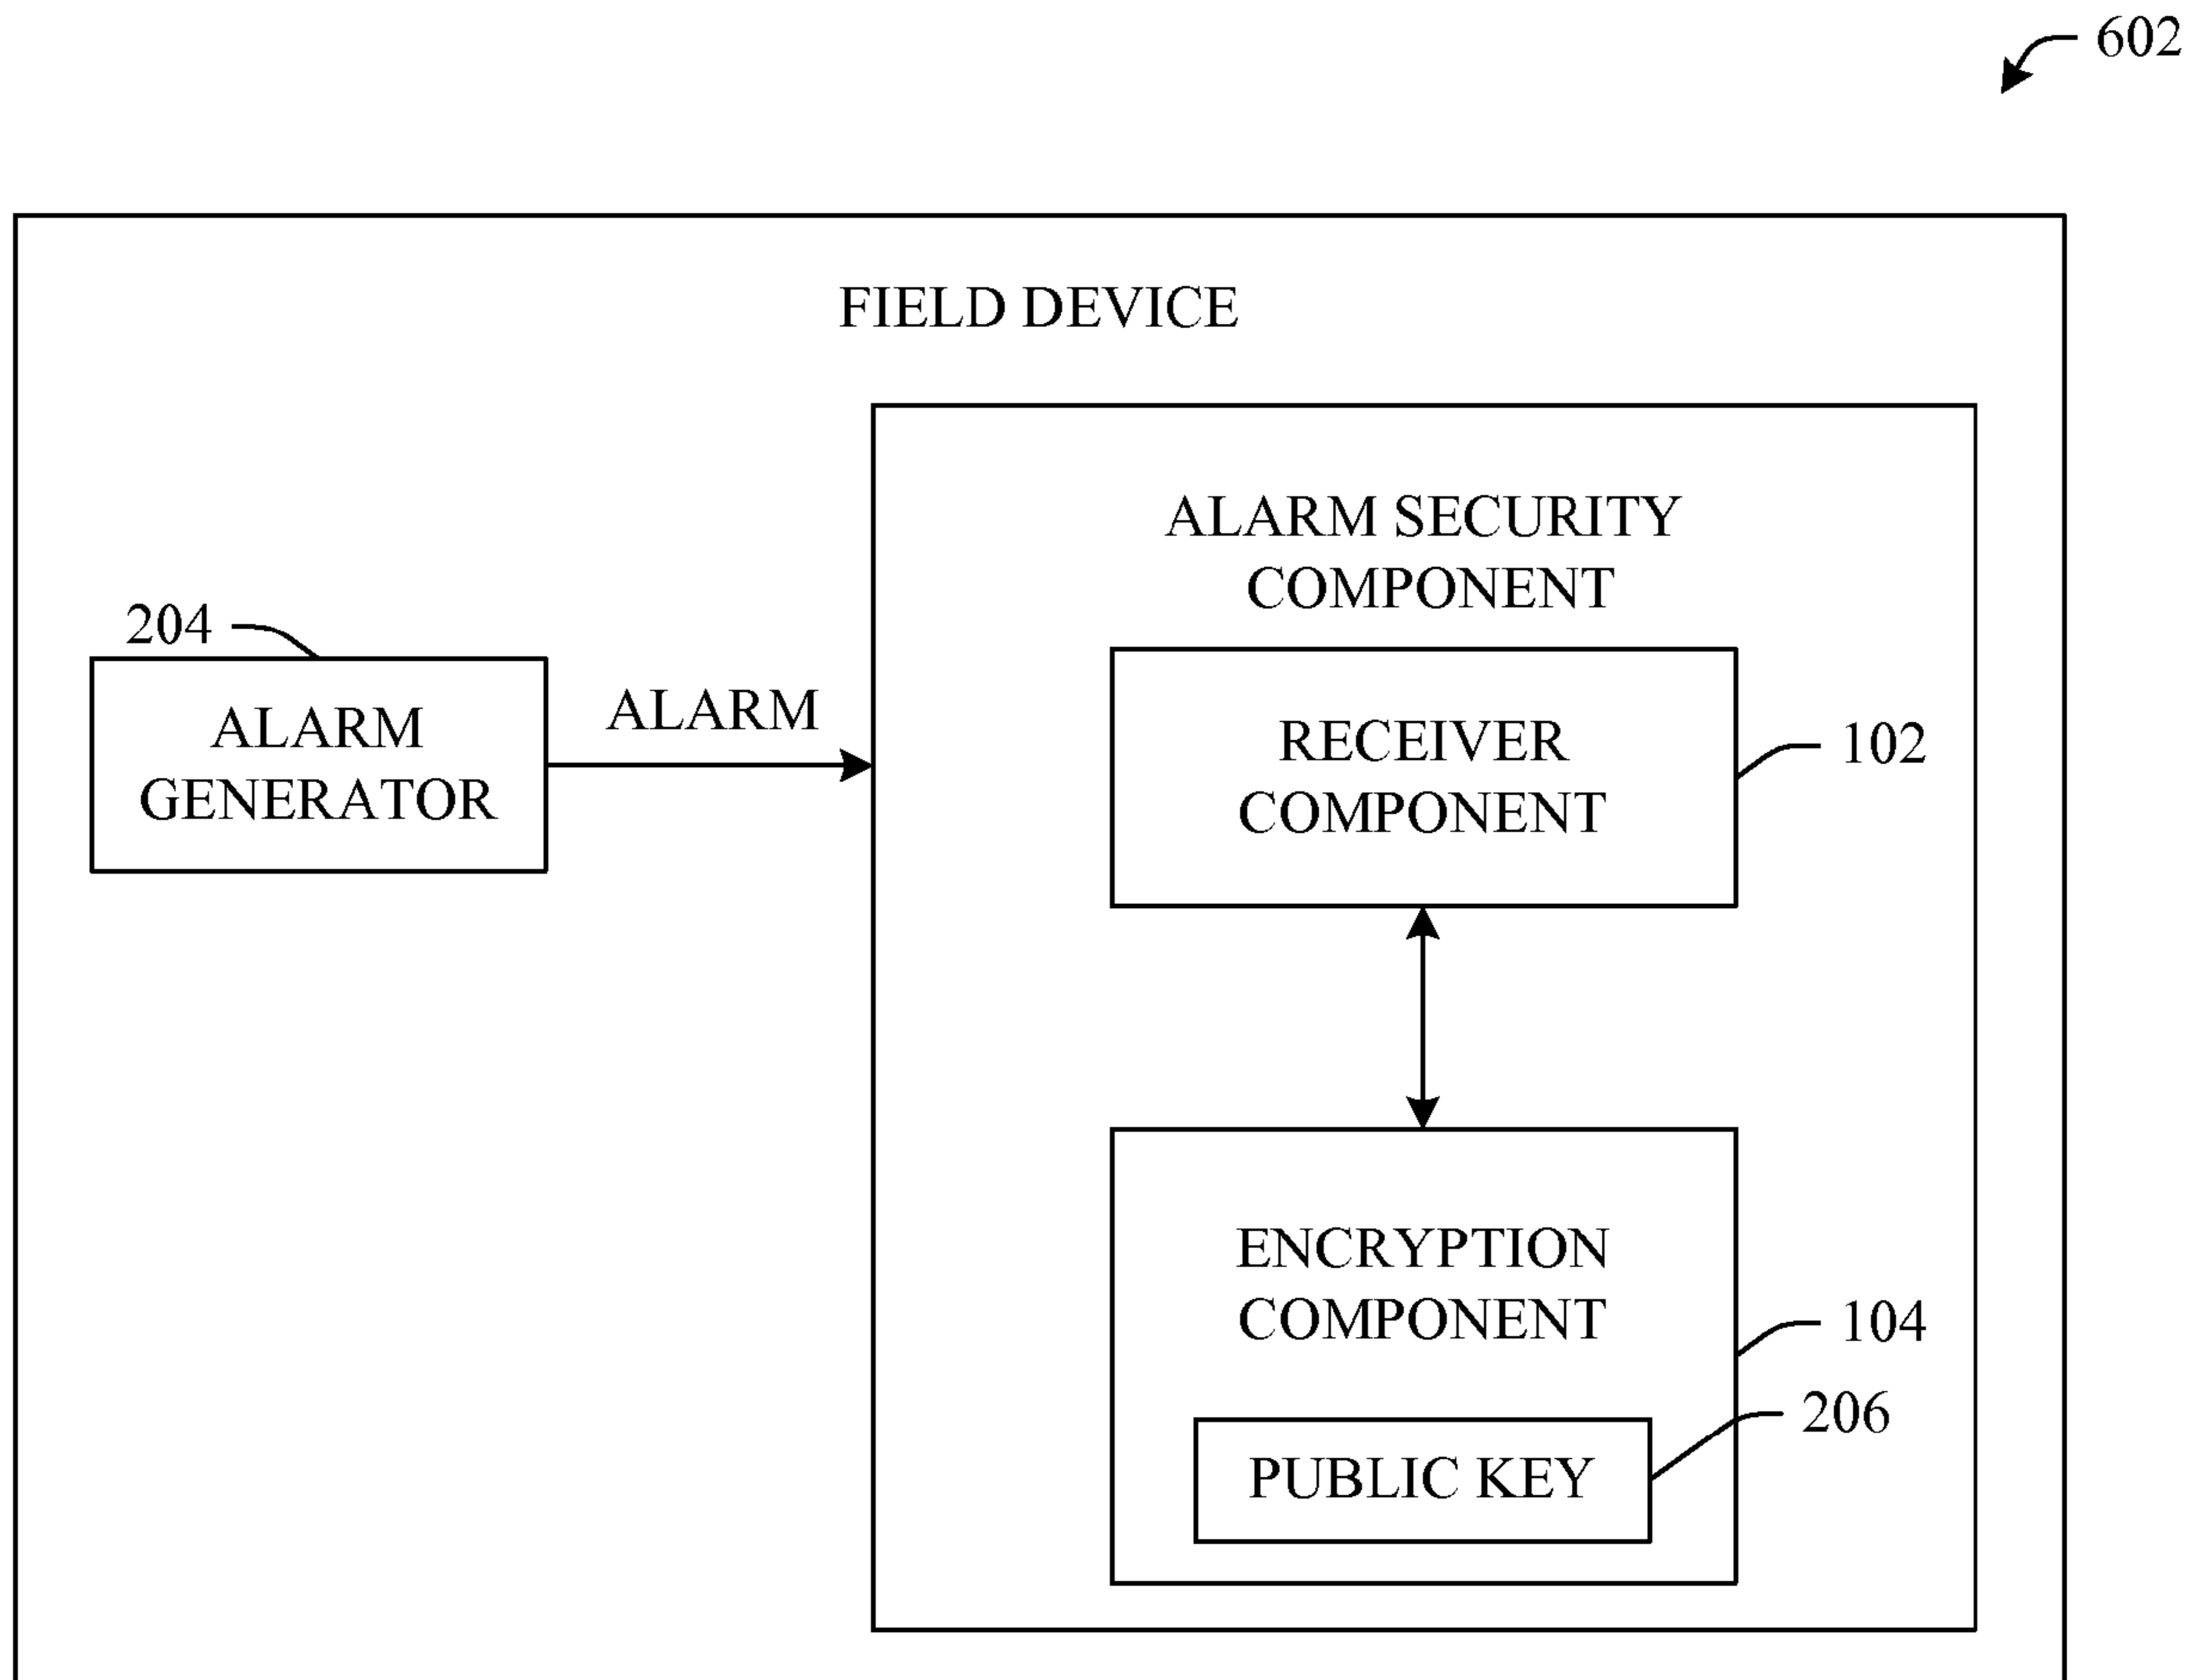 602
FIELD DEVICE
ALARM SECURITY
COMPONENT
204
ALARM
GENERATOR
ALARM
RECEIVER
COMPONENT
102
ENCRYPTION
COMPONENT
104
206
PUBLIC KEY